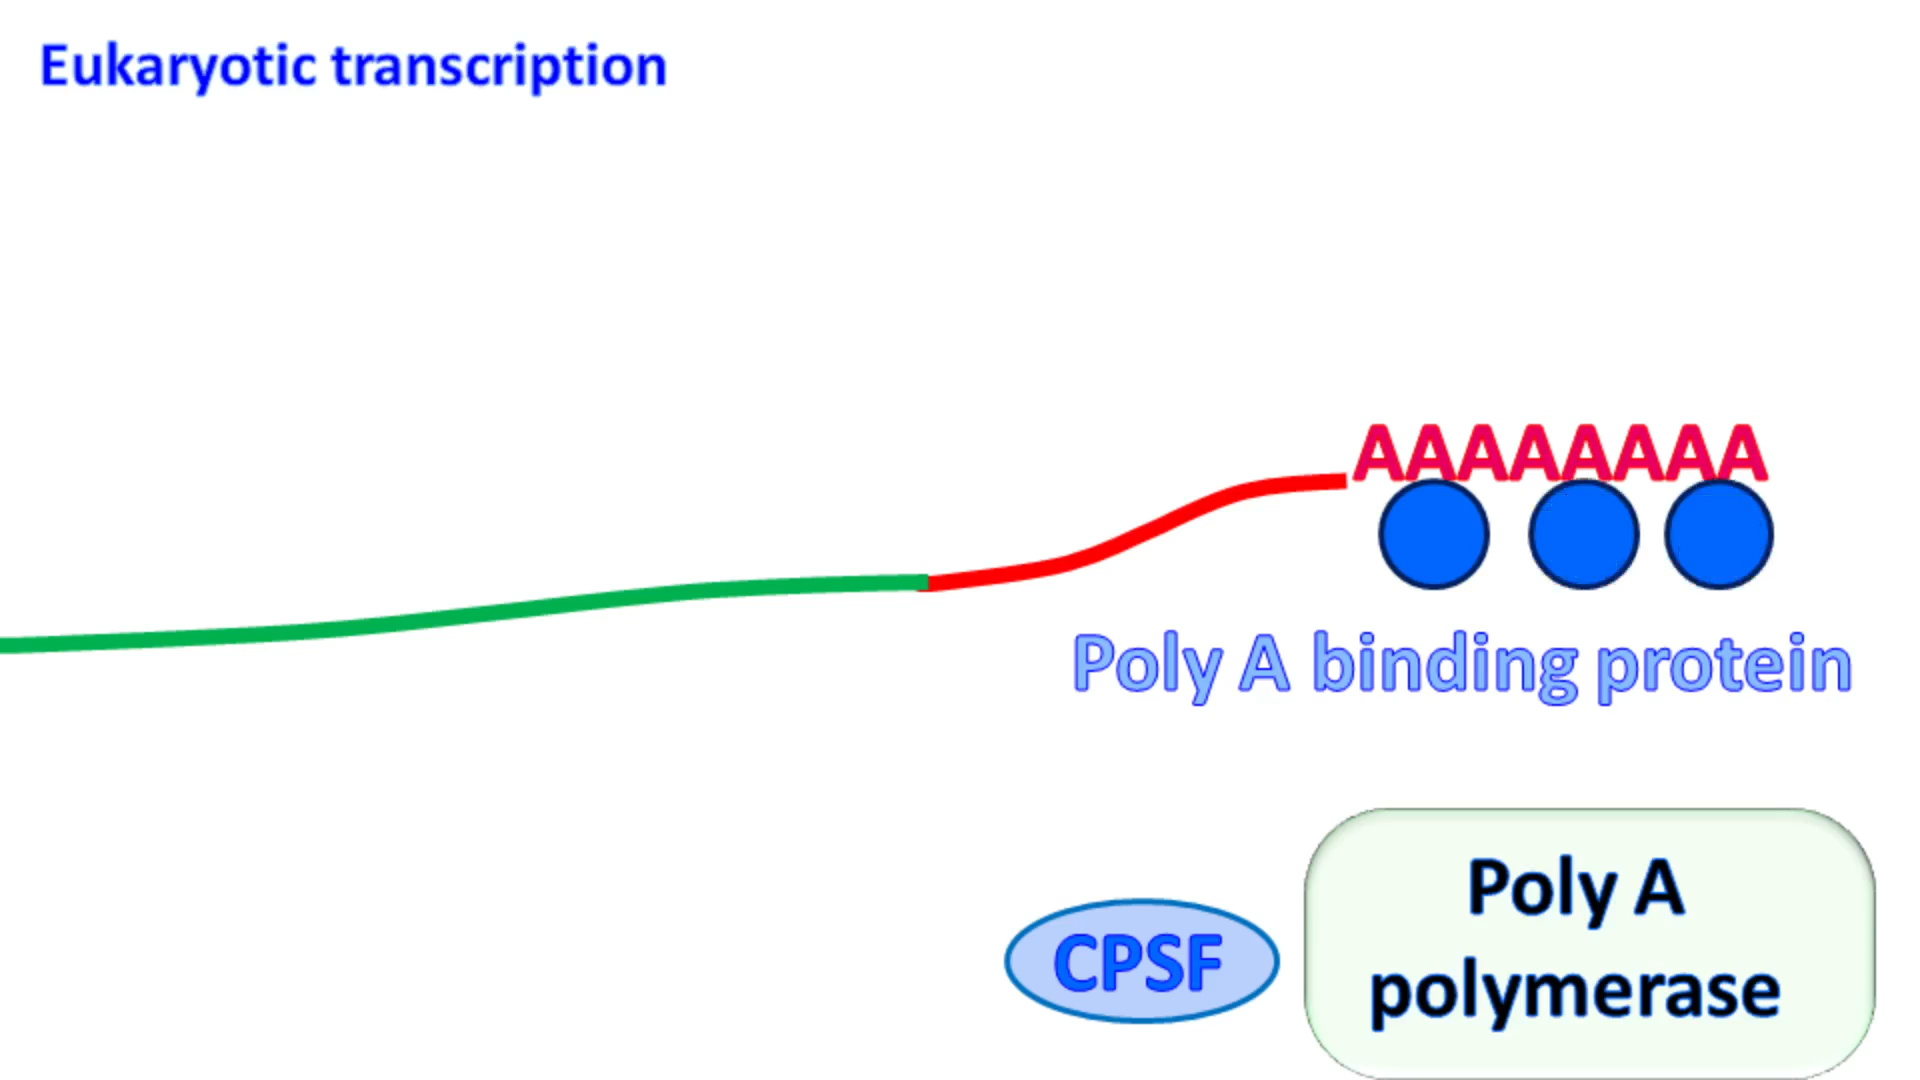 Eukaryotic transcription
AAAAAAAA
Poly A binding protein
CPSF
Poly A
polymerase